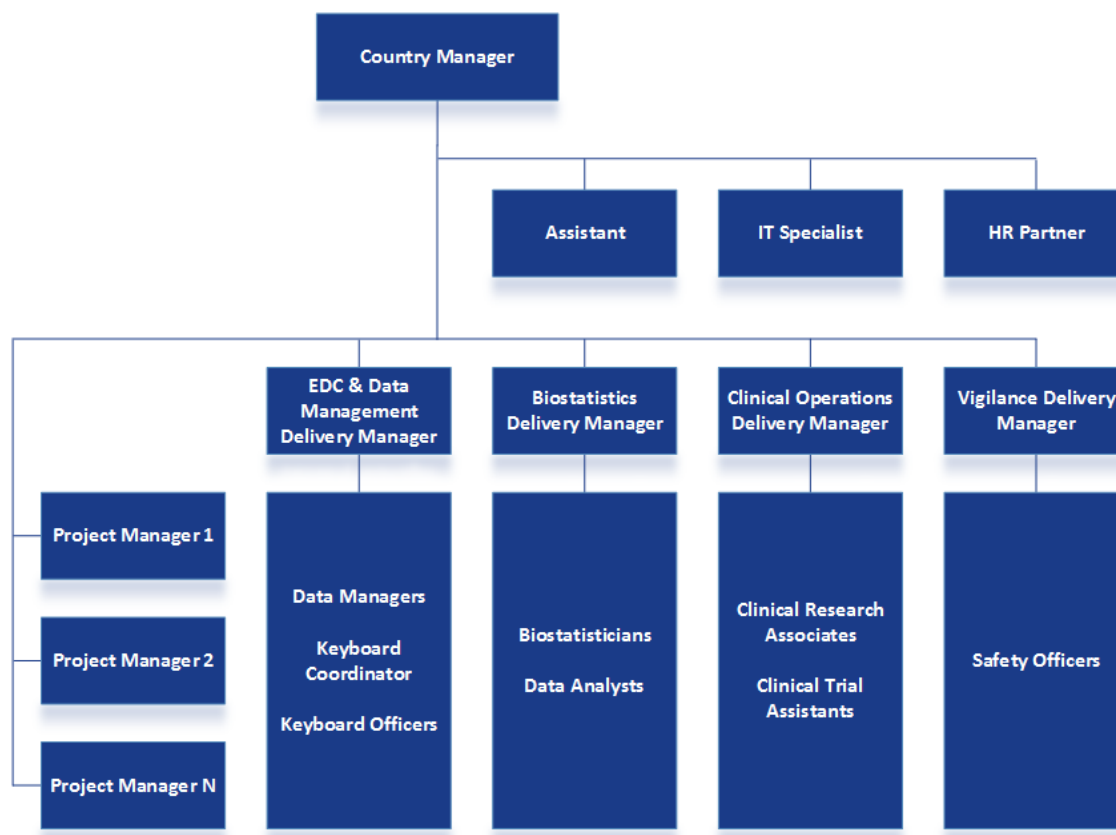 Country Manager
Assistant
IT Specialist
HR Partner
EDC & Data
Management
Delivery Manager
Biostatistics
Delivery Manager
Clinical Operations
Delivery Manager
Vigilance Delivery
Manager
Project Manager 1
Project Manager 2
Project Manager N
Data Managers
Keyboard
Coordinator
Keyboard Officers
Biostatisticians
Data Analysts
Clinical Research
Associates
Clinical Trial
Assistants
Safety Officers